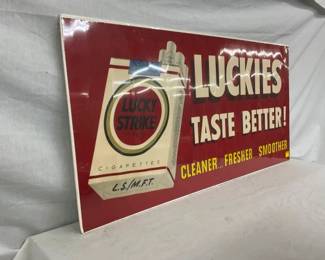 LUCKIES
TASTE BETTER!
CLEANER FRESHER SMOOTHER
LUCKY
STRIKE
CIGARETTES
L.S./M.F.T.